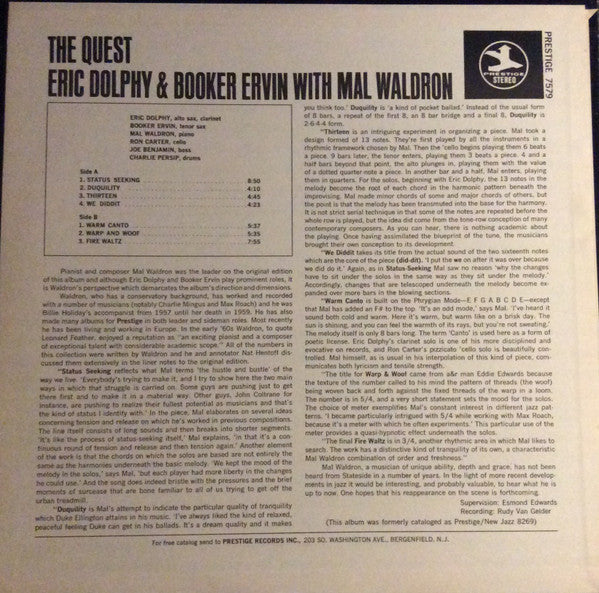 THE QUEST
ERIC DOLPHY & BOOKER ERVIN WITH MAL WALDRON
PRESTIGE
STEREO
PRESTIGE 7579
ERIC DOLPHY, alto sax, clarinet
BOOKER ERVIN, tenor sax
MAL WALDRON, piano
RON CARTER, cello
JOE BENJAMIN, bass
CHARLIE PERSIP, drums
Side A
1. STATUS SEEKING 8:50
2. DUQUILITY 4:10
3. THIRTEEN 4:45
4. WE DIDDIT 4:23
Side B
1. WARM CANTO 5:37
2. WARP AND WOOF 5:35
3. FIRE WALTZ 7:55
Pianist and composer Mal Waldron was the leader on the original edition
of this album and although Eric Dolphy and Booker Ervin play prominent roles, it
is Waldron's perspective which demarcates the album's direction and dimensions.
Waldron, who has a conservatory background, has worked and recorded
with a number of musicians (notably Charlie Mingus and Max Roach) and he was
Billie Holiday's accompanist from 1957 until her death in 1959. He has also
made many albums for Prestige in both leader and sideman roles. Most recently
he has been living and working in Europe. In the early '60s Waldron, to quote
Leonard Feather, enjoyed a reputation as "an exciting pianist and a composer
of exceptional talent with considerable academic scope." All of the numbers in
this collection were written by Waldron and he and annotator Nat Hentoff dis-
cussed them extensively in the liner notes to the original edition.
"Status Seeking reflects what Mal terms 'the hustle and bustle' of the
way we live. 'Everybody's trying to make it, and I try to show here the two main
ways in which that struggle is carried on. Some guys are pushing just to get
there first and to make it in a material way. Other guys, John Coltrane for
instance, are pushing to realize their fullest potential as musicians and that's
the kind of status I identify with.' In the piece, Mal elaborates on several ideas
concerning tension and release on which he's worked in previous compositions.
The line itself consists of long sounds and then breaks into shorter segments.
'It's like the process of status seeking itself,' Mal explains, 'in that it's a con-
tinuous round of tension and release and then tension again.' Another element
of the work is that the chords on which the solos are based are not entirely the
same as the harmonies underneath the basic melody. 'We kept the mood of the
melody in the solos,' says Mal, 'but each player had more liberty in the changes
he could use.' And the song does indeed bristle with the pressures and the brief
moments of surcease that are bone familiar to all of us trying to get off the
urban treadmill.
"Duquility is Mal's attempt to indicate the particular quality of tranquility
which Duke Ellington attains in his music. 'I've always liked the kind of relaxed,
peaceful feeling Duke can get in his ballads. It's a dream quality and it makes
you think too.' Duquility is 'a kind of pocket ballad.' Instead of the usual form
of 8 bars, a repeat of the first 8, an 8 bar bridge and a final 8, Duquility is
2-6-4-4 form.
"Thirteen is an intriguing experiment in organizing a piece. Mal took a
design formed of 13 notes. They're first played by all the instruments in a
rhythmic framework chosen by Mal. Then the 'cello begins playing them 6 beats
a piece. 9 bars later, the tenor enters, playing them 3 beats a piece. 4 and a
half bars beyond that point, the alto plunges in, playing them with the value
of a dotted quarter note a piece. In another bar and a half, Mal enters, playing
them in quarters. For the solos, beginning with Eric Dolphy, the 13 notes in the
melody become the root of each chord in the harmonic pattern beneath the
improvising. Mal made minor chords of some and major chords of others, but
the point is that the melody has been transmuted into the base for the harmony.
It is not strict serial technique in that some of the notes are repeated before the
whole row is played, but the idea did come from the tone-row conception of many
contemporary composers. As you can hear, there is nothing academic about
the playing. Once having assimilated the blueprint of the tune, the musicians
brought their own conception to its development.
"We Diddit takes its title from the actual sound of the two sixteenth notes
which are the core of the piece (did-dit). 'I put the we on after it was over because
we did do it.' Again, as in Status-Seeking Mal saw no reason 'why the changes
have to sit under the solos in the same way as they sit under the melody.'
Accordingly, changes that are telescoped underneath the melody become ex-
panded over more bars in the blowing sections.
"Warm Canto is built on the Phrygian Mode—E F G A B C D E—except
that Mal has added an F# to the top. 'It's an odd mode,' says Mal. 'I've heard it
sound both cold and warm. Here it's warm, but warm like on a brisk day. The
sun is shining, and you can feel the warmth of its rays, but you're not sweating.'
The melody itself is only 8 bars long. The term 'Canto' is used here as a form of
poetic license. Eric Dolphy's clarinet solo is one of his more disciplined and
evocative on records, and Ron Carter's pizzicato 'cello solo is beautifully con-
trolled. Mal himself, as is usual in his interpolation of this kind of piece, com-
municates both lyricism and tensile strength.
"The title for Warp & Woof came from a&r man Eddie Edwards because
the texture of the number called to his mind the pattern of threads (the woof)
being woven back and forth against the fixed threads of the warp in a loom.
The number is in 5/4, and a very short statement sets the mood for the solos.
The choice of meter exemplifies Mal's constant interest in different jazz pat-
terns. 'I became particularly intrigued with 5/4 while working with Max Roach,
because it's a meter with which he often experiments.' This particular use of the
meter provides a quasi-hypnotic effect underneath the solos.
"The final Fire Waltz is in 3/4, another rhythmic area in which Mal likes to
search. The work has a distinctive kind of tranquility of its own, a characteristic
Mal Waldron combination of order and freshness."
Mal Waldron, a musician of unique ability, depth and grace, has not been
heard from Stateside in a number of years. In the light of more recent develop-
ments in jazz it would be interesting, and probably valuable, to hear what he is
up to now. One hopes that his reappearance on the scene is forthcoming.
Supervision: Esmond Edwards
Recording: Rudy Van Gelder
(This album was formerly cataloged as Prestige/New Jazz 8269)
For free catalog send to PRESTIGE RECORDS INC., 203 SO. WASHINGTON AVE., BERGENFIELD, N.J.